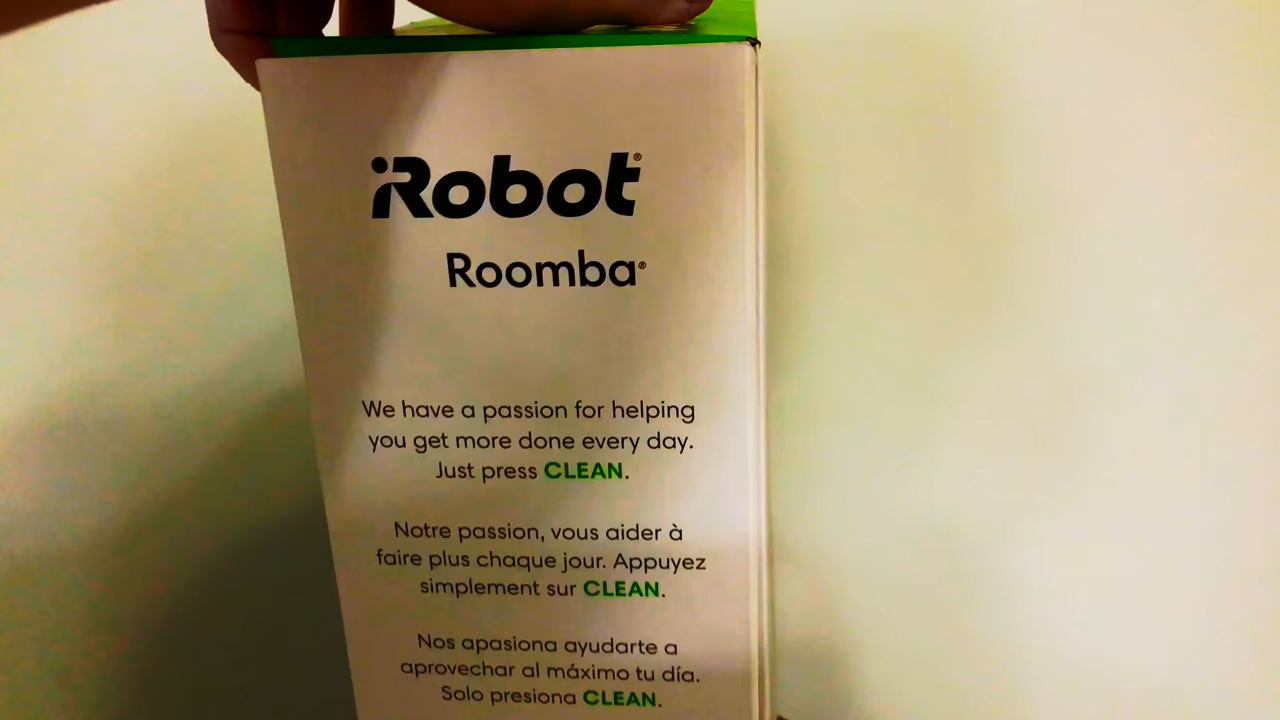 iRobot®
Roomba®
We have a passion for helping
you get more done every day.
Just press CLEAN.
Notre passion, vous aider à
faire plus chaque jour. Appuyez
simplement sur CLEAN.
Nos apasiona ayudarte a
aprovechar al máximo tu día.
Solo presiona CLEAN.